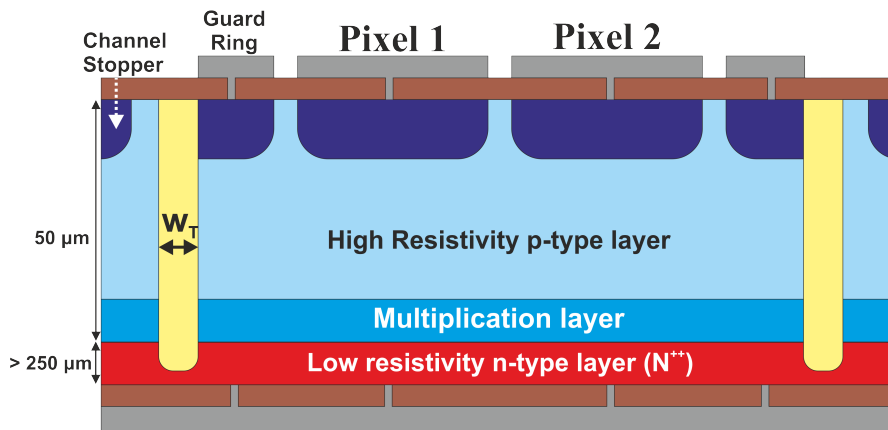 Channel
Stopper
Guard
Ring
Pixel 1
Pixel 2
W_T
50 µm
High Resistivity p-type layer
Multiplication layer
> 250 µm
Low resistivity n-type layer (N⁺⁺)